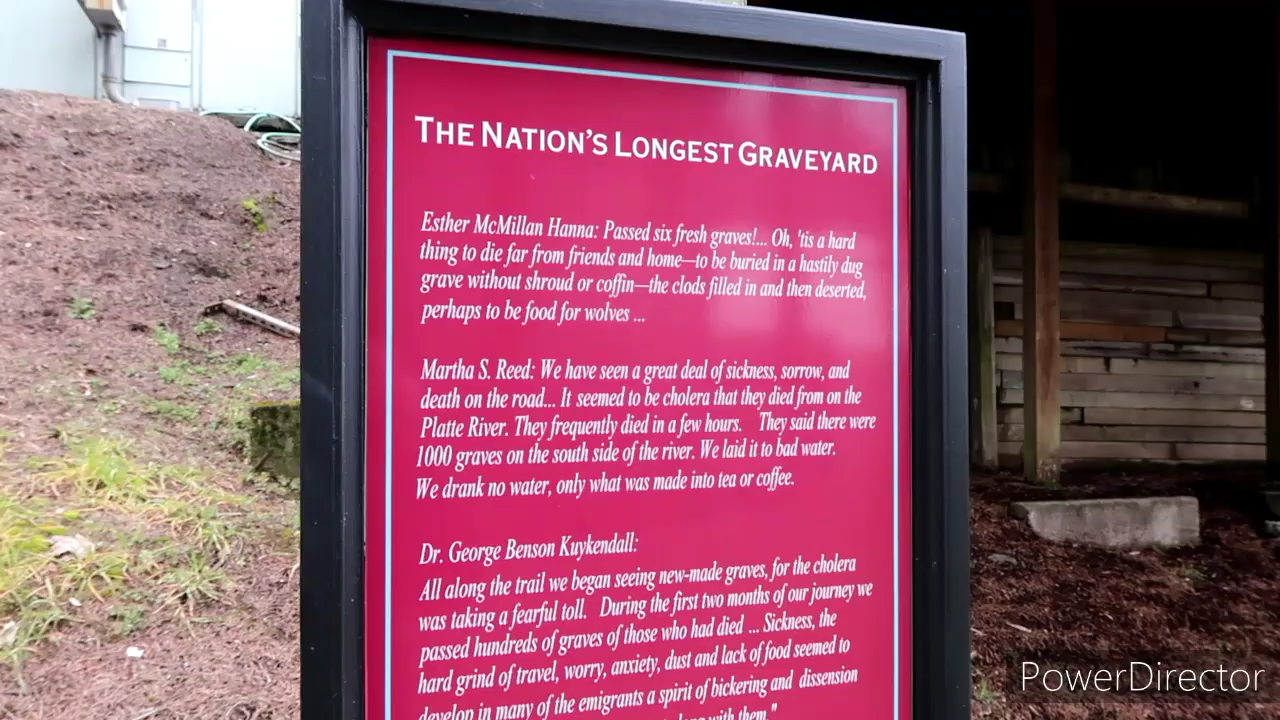 THE NATION'S LONGEST GRAVEYARD
Esther McMillan Hanna: Passed six fresh graves!... Oh, 'tis a hard
thing to die far from friends and home—to be buried in a hastily dug
grave without shroud or coffin—the clods filled in and then deserted,
perhaps to be food for wolves ...
Martha S. Reed: We have seen a great deal of sickness, sorrow, and
death on the road... It seemed to be cholera that they died from on the
Platte River. They frequently died in a few hours. They said there were
1000 graves on the south side of the river. We laid it to bad water.
We drank no water, only what was made into tea or coffee.
Dr. George Benson Kuykendall:
All along the trail we began seeing new-made graves, for the cholera
was taking a fearful toll. During the first two months of our journey we
passed hundreds of graves of those who had died ... Sickness, the
hard grind of travel, worry, anxiety, dust and lack of food seemed to
develop in many of the emigrants a spirit of bickering and dissension
with them."
PowerDirector